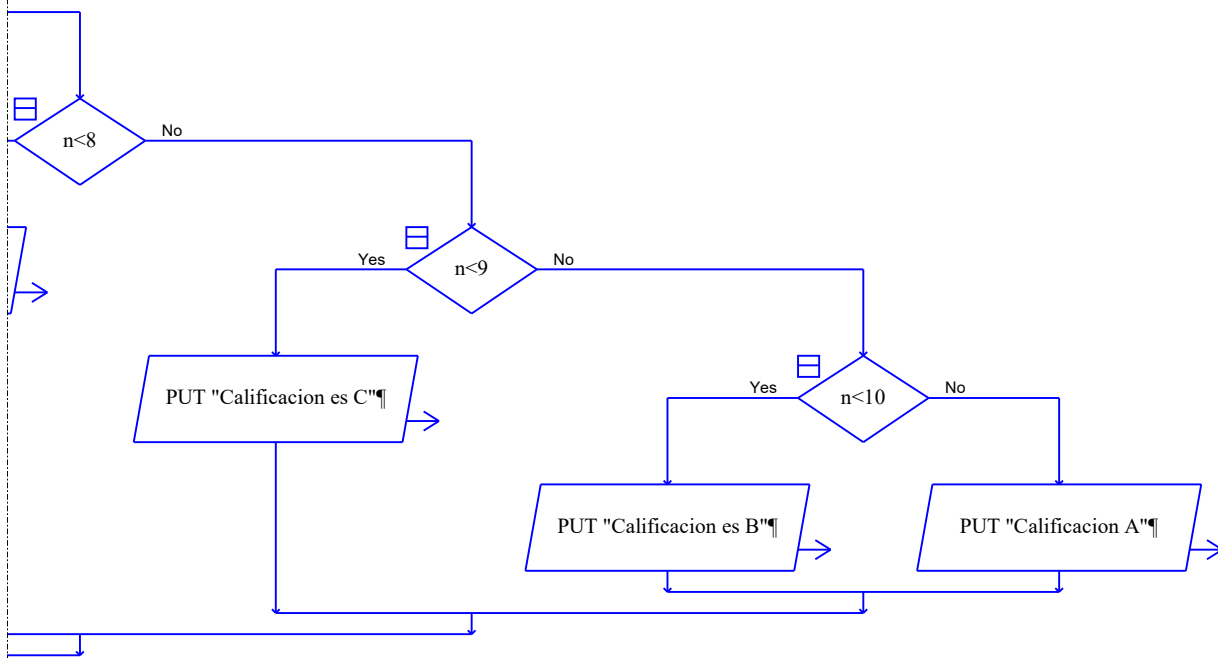 n<8
No
Yes
n<9
No
PUT "Calificacion es C"¶
Yes
n<10
No
PUT "Calificacion es B"¶
PUT "Calificacion A"¶